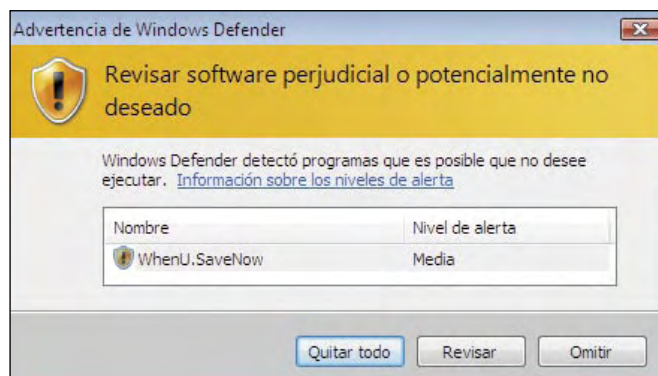 Advertencia de Windows Defender
Revisar software perjudicial o potencialmente no
deseado
Windows Defender detectó programas que es posible que no desee
ejecutar. Información sobre los niveles de alerta
Nombre Nivel de alerta
WhenU.SaveNow Media
Quitar todo Revisar Omitir